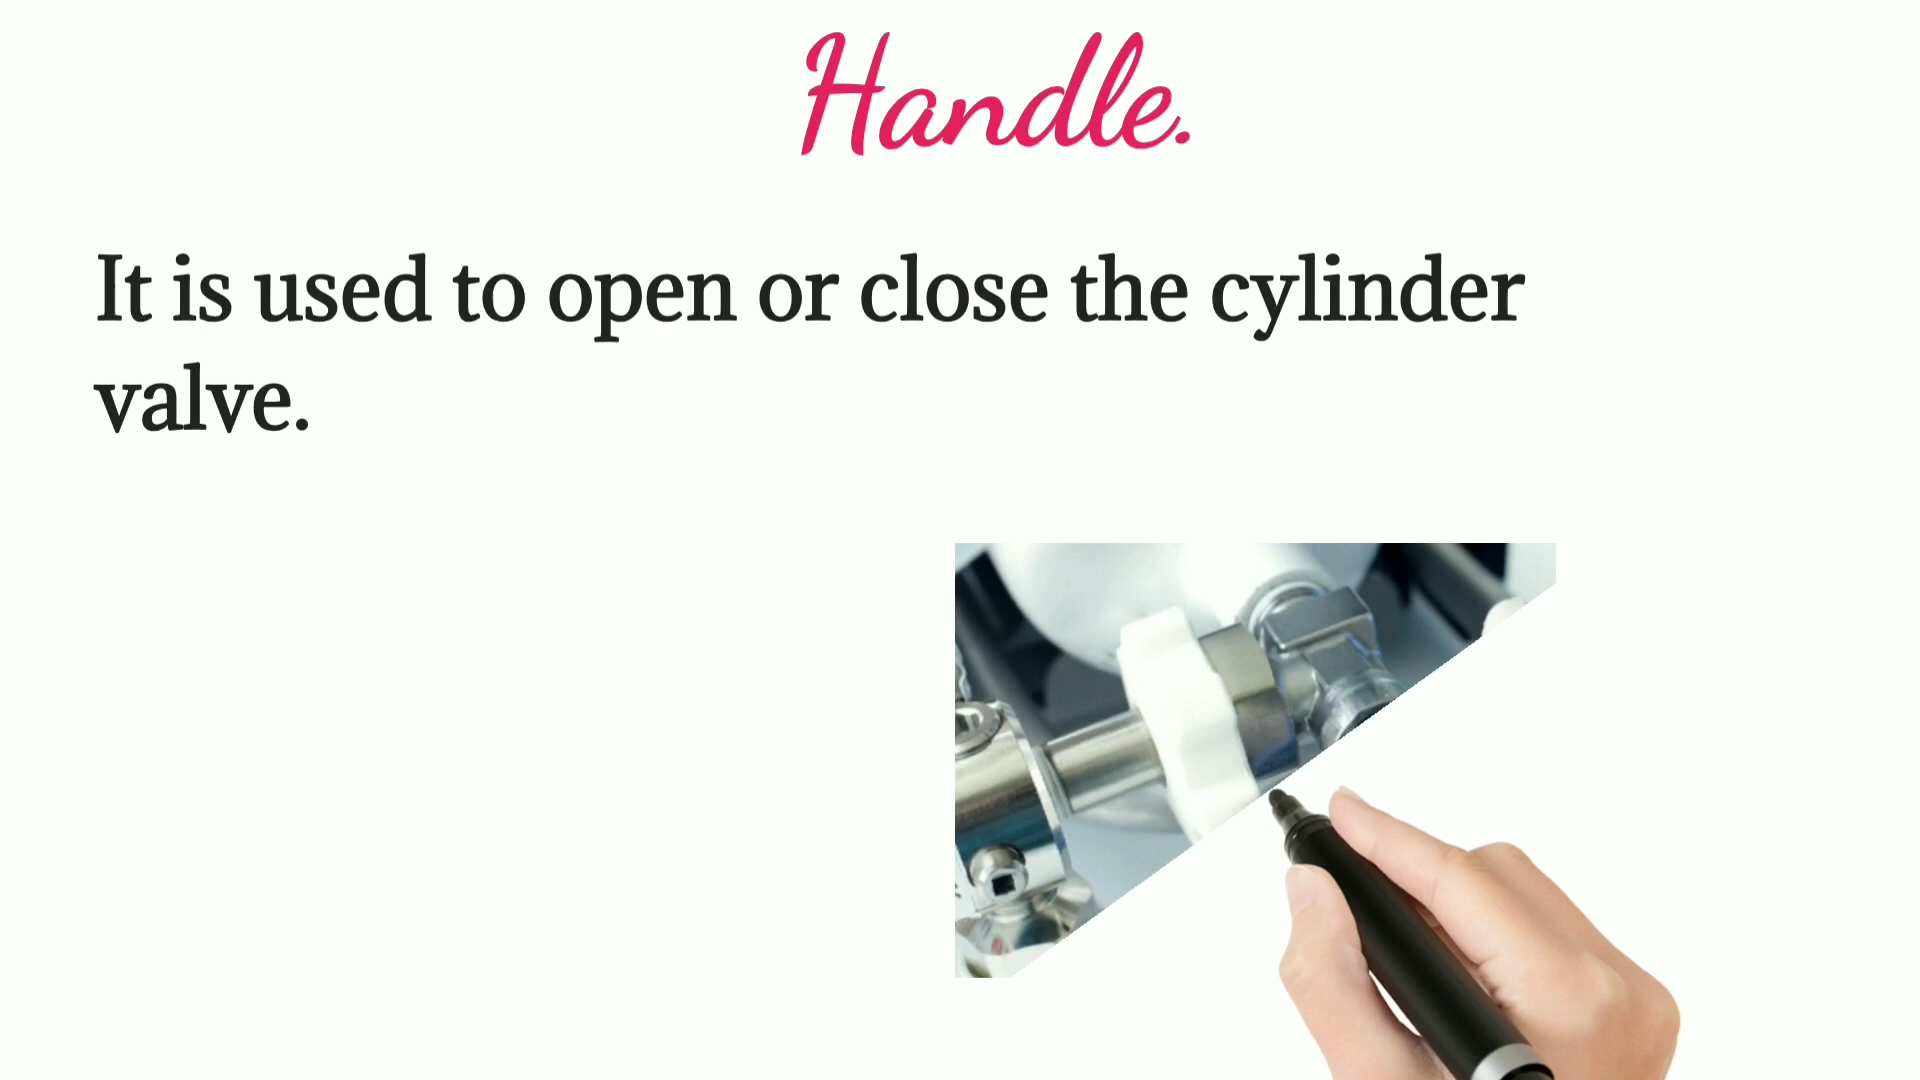 Handle.
It is used to open or close the cylinder
valve.